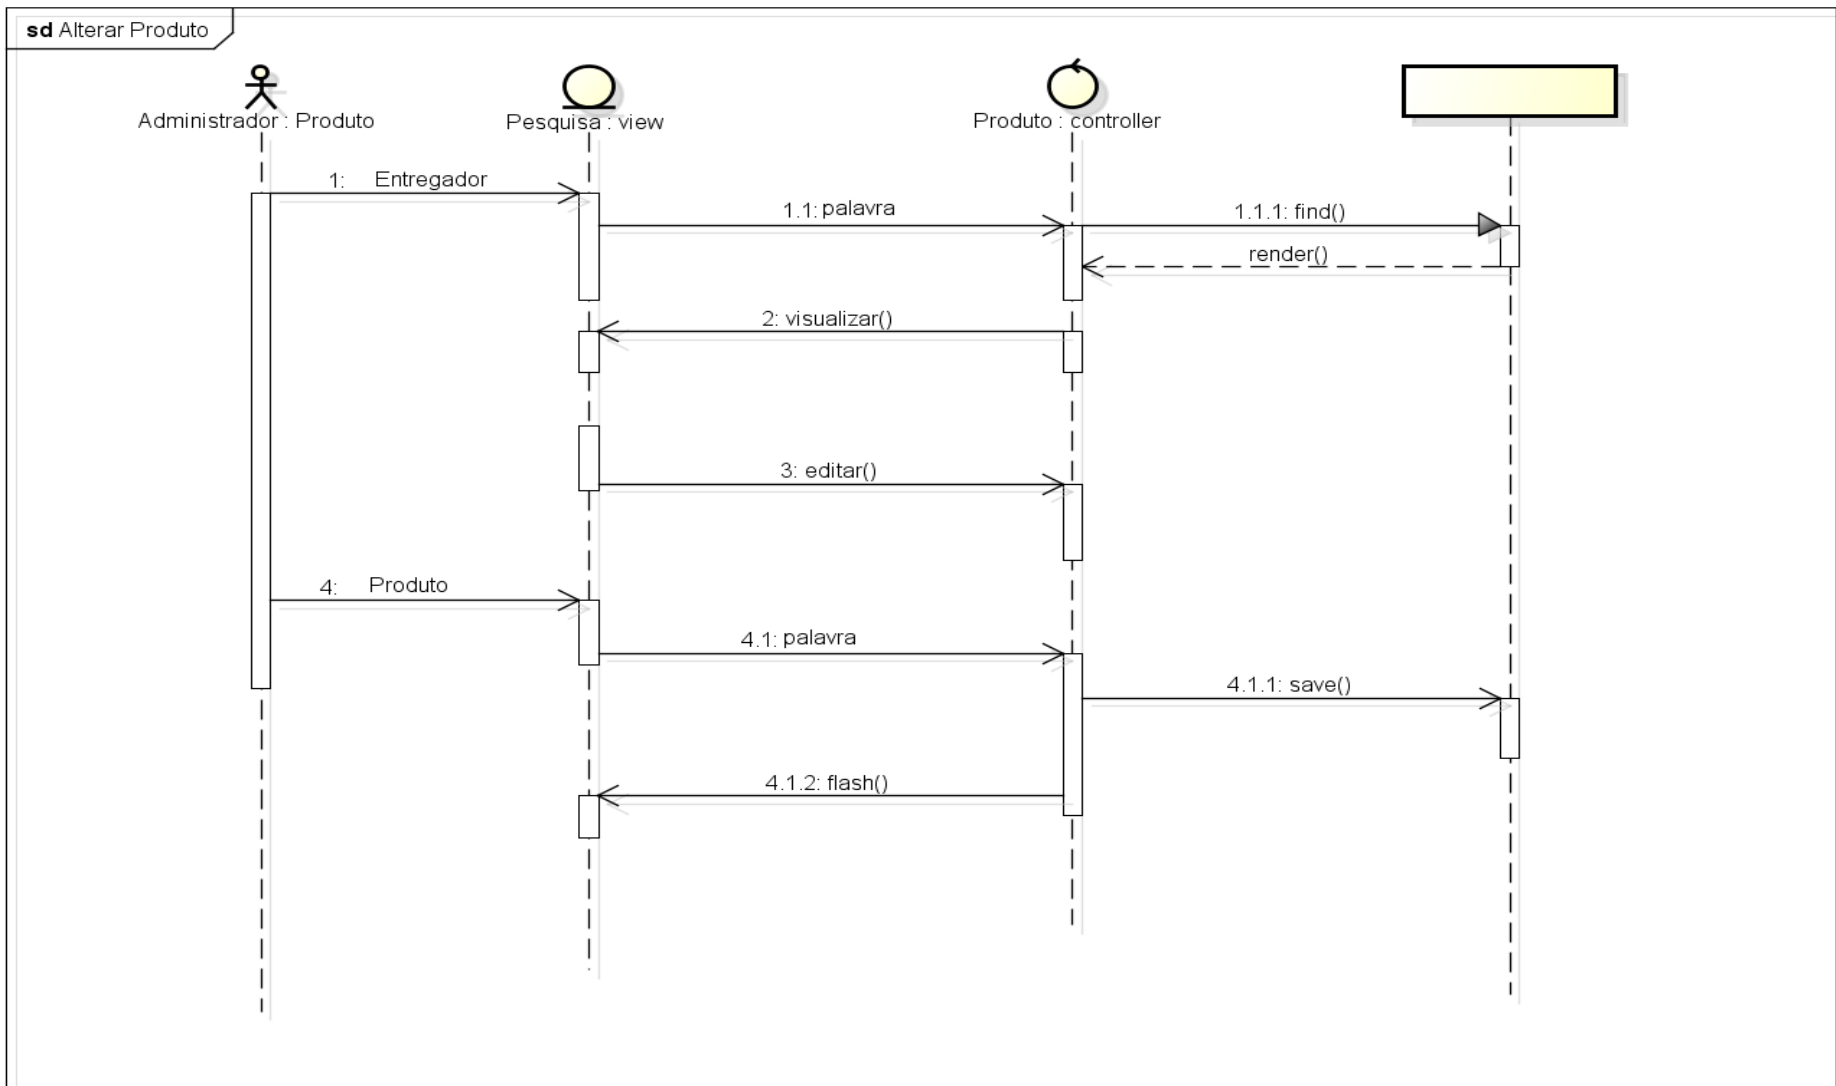 sd Alterar Produto
Administrador : Produto
Pesquisa : view
Produto : controller
1: Entregador
1.1: palavra
1.1.1: find()
render()
2: visualizar()
3: editar()
4: Produto
4.1: palavra
4.1.1: save()
4.1.2: flash()